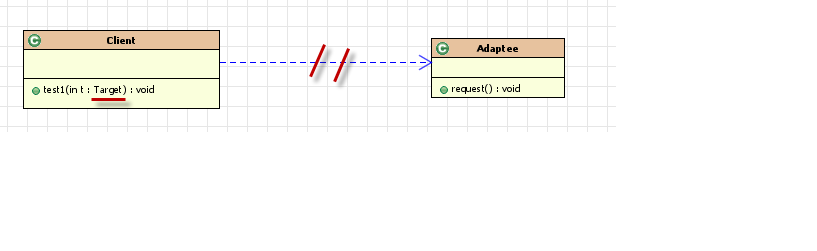 C Client
test1(in t : Target) : void
C Adaptee
request() : void